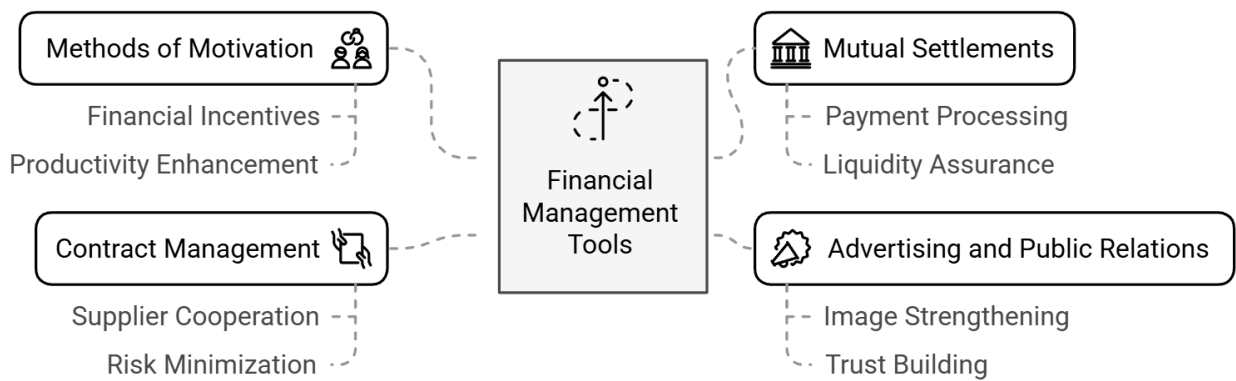 Methods of Motivation
Financial Incentives
Productivity Enhancement
Contract Management
Supplier Cooperation
Risk Minimization
Financial
Management
Tools
Mutual Settlements
Payment Processing
Liquidity Assurance
Advertising and Public Relations
Image Strengthening
Trust Building